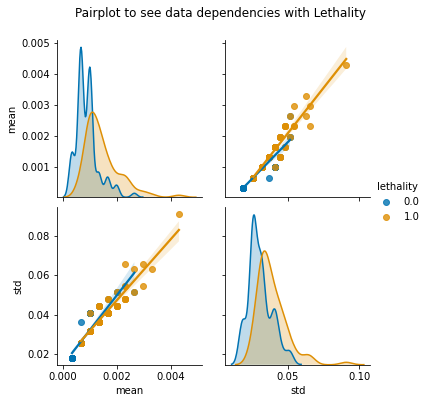 Pairplot to see data dependencies with Lethality
0.005
0.004
0.003
0.002
0.001
mean
lethality
0.0
1.0
0.08
0.06
0.04
0.02
std
0.000 0.002 0.004
mean
0.05 0.10
std